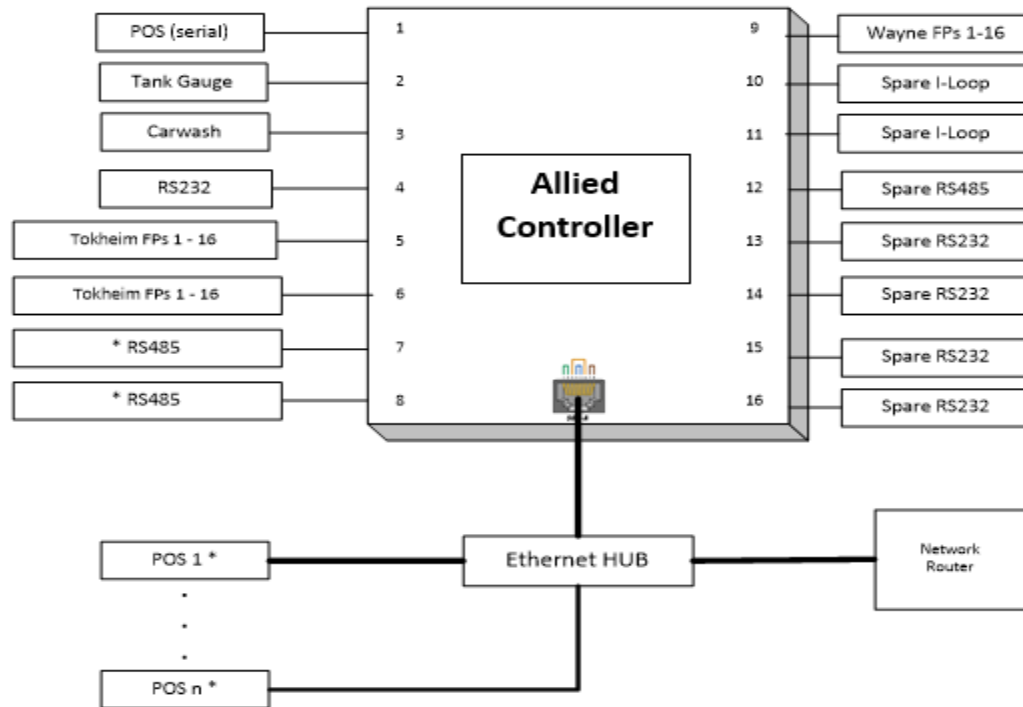 POS (serial)
1
9
Wayne FPs 1-16
Tank Gauge
2
10
Spare I-Loop
Carwash
3
11
Spare I-Loop
Allied
Controller
RS232
4
12
Spare RS485
Tokheim FPs 1 - 16
5
13
Spare RS232
Tokheim FPs 1 - 16
6
14
Spare RS232
* RS485
7
15
Spare RS232
* RS485
8
16
Spare RS232
POS 1 *
Ethernet HUB
Network
Router
POS n *